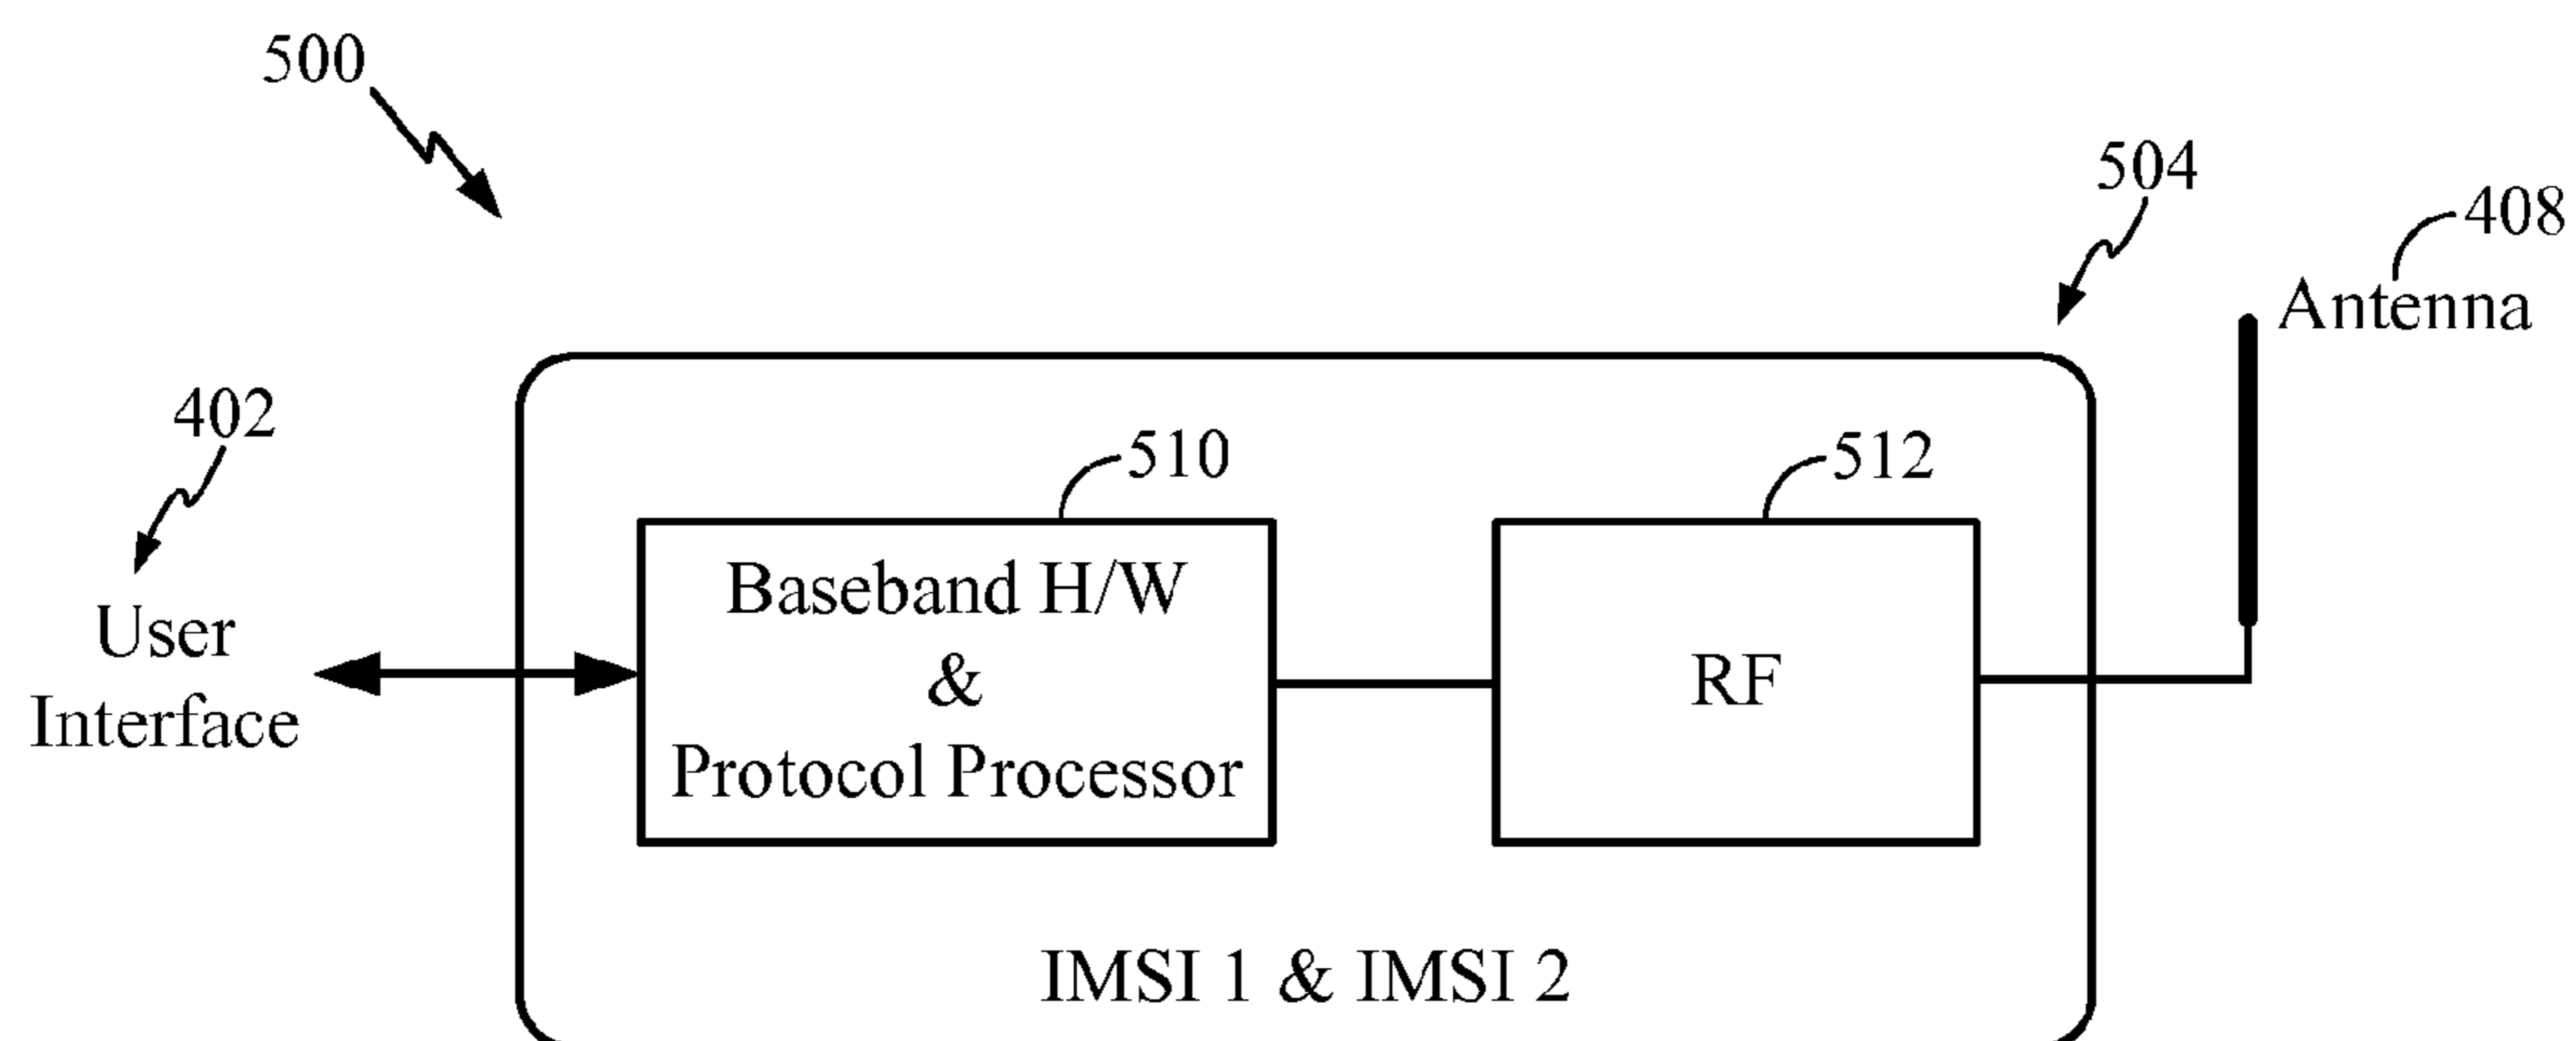 500
504
408
Antenna
402
510
512
User
Interface
Baseband H/W
&
Protocol Processor
RF
IMSI 1 & IMSI 2